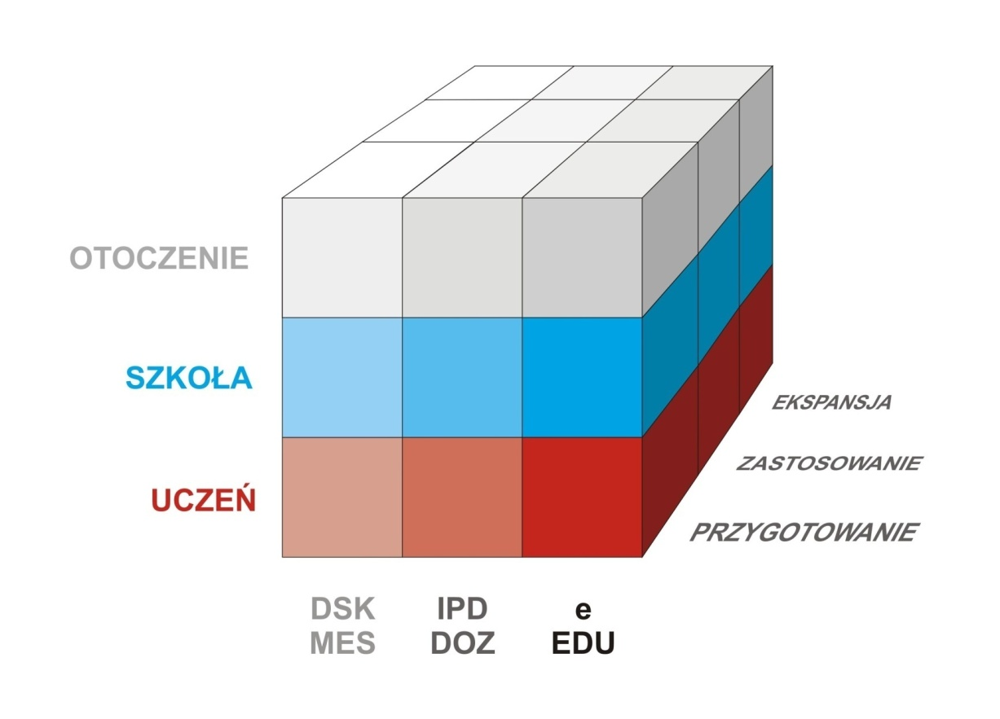 OTOCZENIE
SZKOŁA
UCZEŃ
EKSPANSJA
ZASTOSOWANIE
PRZYGOTOWANIE
DSK
MES
IPD
DOZ
e
EDU